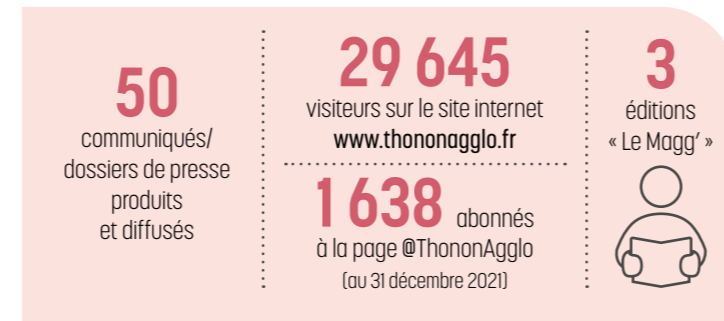 50
communiqués/
dossiers de presse
produits
et diffusés
29 645
visiteurs sur le site internet
www.thononagglo.fr
1 638 abonnés
à la page @ThononAgglo
(au 31 décembre 2021)
3
éditions
« Le Magg’ »